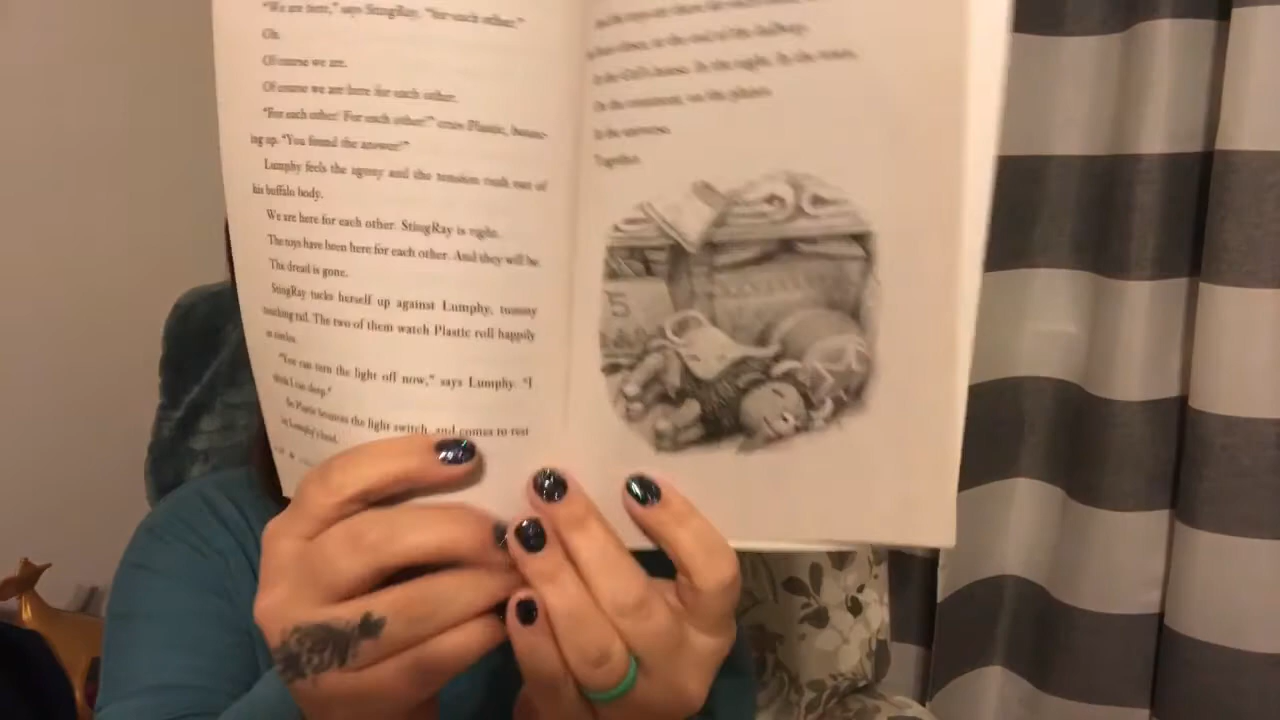 "We are here," says StingRay. "For each other."
Oh.
Of course we are.
Of course we are here for each other.
"For each other! For each other!" cries Plastic, bounc-
ing up. "You found the answer!"
Lumphy feels the agony and the tension rush out of
his buffalo body.
We are here for each other. StingRay is right.
The toys have been here for each other. And they will be.
The dread is gone.
StingRay tucks herself up against Lumphy, tummy
touching tail. The two of them watch Plastic roll happily
in circles.
"You can turn the light off now," says Lumphy. "I
think I can sleep."
So Plastic bounces the light switch, and comes to rest
in the Girl's house. In the night. In the town.
On the continent, on the planet.
In the universe.
Together.
5